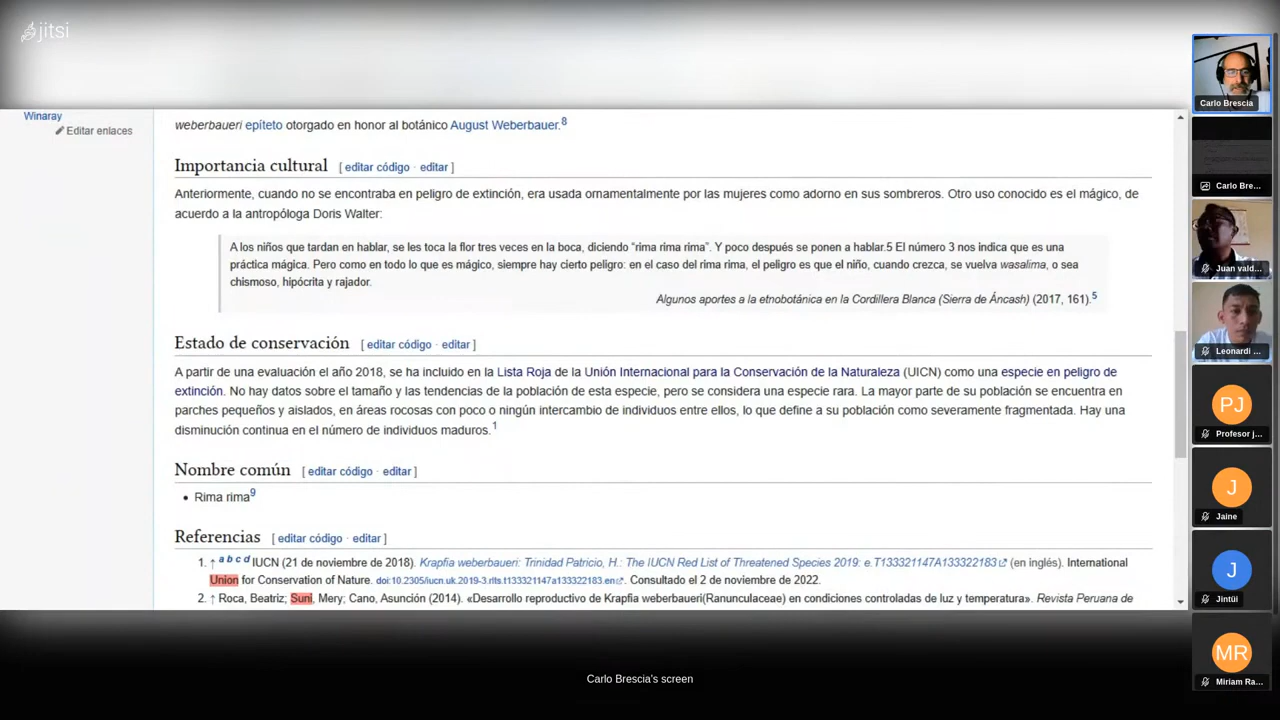 jitsi
Winaray
Editar enlaces
weberbaueri epíteto otorgado en honor al botánico August Weberbauer.8
Importancia cultural [ editar código · editar ]
Anteriormente, cuando no se encontraba en peligro de extinción, era usada ornamentalmente por las mujeres como adorno en sus sombreros. Otro uso conocido es el mágico, de
acuerdo a la antropóloga Doris Walter:
A los niños que tardan en hablar, se les toca la flor tres veces en la boca, diciendo “rima rima rima”. Y poco después se ponen a hablar.5 El número 3 nos indica que es una
práctica mágica. Pero como en todo lo que es mágico, siempre hay cierto peligro: en el caso del rima rima, el peligro es que el niño, cuando crezca, se vuelva wasalima, o sea
chismoso, hipócrita y rajador.
Algunos aportes a la etnobotánica en la Cordillera Blanca (Sierra de Áncash) (2017, 161).5
Estado de conservación [ editar código · editar ]
A partir de una evaluación el año 2018, se ha incluido en la Lista Roja de la Unión Internacional para la Conservación de la Naturaleza (UICN) como una especie en peligro de
extinción. No hay datos sobre el tamaño y las tendencias de la población de esta especie, pero se considera una especie rara. La mayor parte de su población se encuentra en
parches pequeños y aislados, en áreas rocosas con poco o ningún intercambio de individuos entre ellos, lo que define a su población como severamente fragmentada. Hay una
disminución continua en el número de individuos maduros.1
Nombre común [ editar código · editar ]
• Rima rima9
Referencias [ editar código · editar ]
1. ↑ a b c d IUCN (21 de noviembre de 2018). Krapfia weberbaueri: Trinidad Patricio, H.: The IUCN Red List of Threatened Species 2019: e.T133321147A133322183 (en inglés). International
Union for Conservation of Nature. doi:10.2305/iucn.uk.2019-3.rlts.t133321147a133322183.en. Consultado el 2 de noviembre de 2022.
2. ↑ Roca, Beatriz; Suni, Mery; Cano, Asunción (2014). «Desarrollo reproductivo de Krapfia weberbaueri(Ranunculaceae) en condiciones controladas de luz y temperatura». Revista Peruana de
Carlo Brescia's screen
Carlo Brescia
Carlo Bre...
Juan vald...
Leonardi ...
PJ
Profesor j...
J
Jaine
J
Jintüi
MR
Miriam Ra...